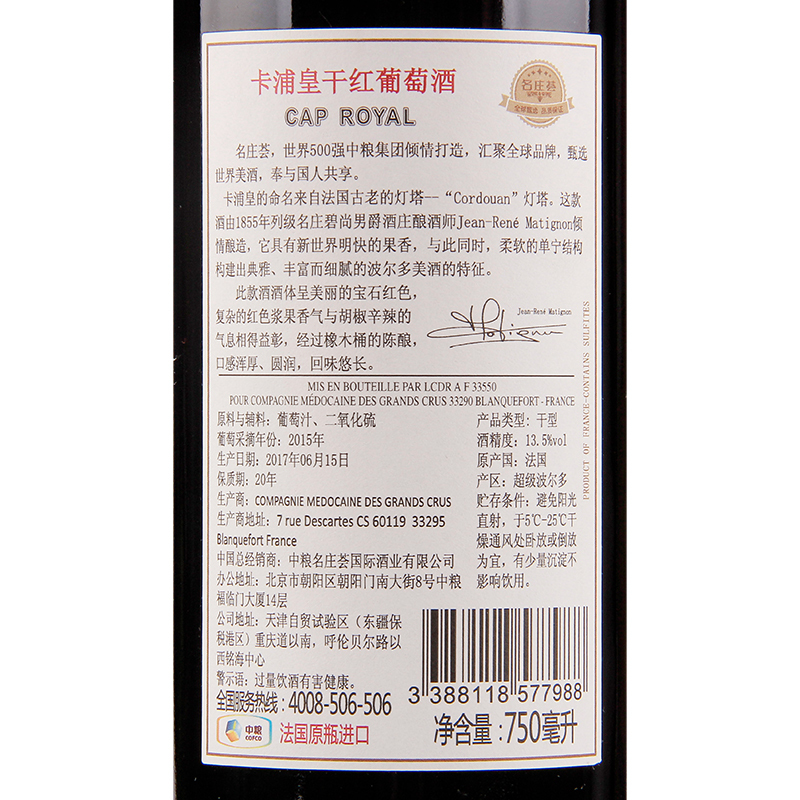 卡浦皇干红葡萄酒
CAP ROYAL
名庄荟
全球甄选 品质保证
名庄荟，世界500强中粮集团倾情打造，汇聚全球品牌，甄选
世界美酒，奉与国人共享。
卡浦皇的命名来自法国古老的灯塔--“Cordouan”灯塔。这款
酒由1855年列级名庄碧尚男爵酒庄酿酒师Jean-René Matignon倾
情酿造，它具有新世界明快的果香，与此同时，柔软的单宁结构
构建出典雅、丰富而细腻的波尔多美酒的特征。
此款酒酒体呈美丽的宝石红色，
复杂的红色浆果香气与胡椒辛辣的
气息相得益彰，经过橡木桶的陈酿，
口感浑厚、圆润，回味悠长。
Jean-René Matignon
PRODUCT OF FRANCE-CONTAINS SULFITES
MIS EN BOUTEILLE PAR LCDR A F 33550
POUR COMPAGNIE MÉDOCAINE DES GRANDS CRUS 33290 BLANQUEFORT - FRANCE
原料与辅料：葡萄汁、二氧化硫
葡萄采摘年份：2015年
生产日期：2017年06月15日
保质期：20年
生产商：COMPAGNIE MEDOCAINE DES GRANDS CRUS
生产商地址：7 rue Descartes CS 60119 33295
Blanquefort France
中国总经销商：中粮名庄荟国际酒业有限公司
办公地址：北京市朝阳区朝阳门南大街8号中粮
福临门大厦14层
公司地址：天津自贸试验区（东疆保
税港区）重庆道以南，呼伦贝尔路以
西铭海中心
警示语：过量饮酒有害健康。
全国服务热线：4008-506-506
产品类型：干型
酒精度：13.5%vol
原产国：法国
产区：超级波尔多
贮存条件：避免阳光
直射，于5℃-25℃干
燥通风处卧放或倒放
为宜，有少量沉淀不
影响饮用。
3 388118 577988
中粮
COFCO
法国原瓶进口
净含量：750毫升